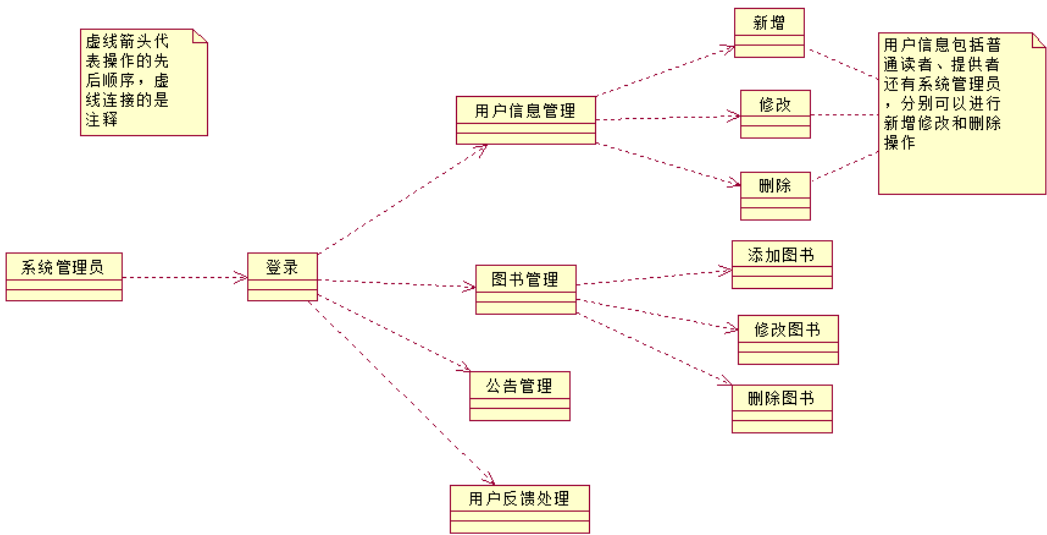 虚线箭头代
表操作的先
后顺序，虚
线连接的是
注释
新增
用户信息包括普
通读者、提供者
还有系统管理员
，分别可以进行
新增修改和删除
操作
用户信息管理
修改
删除
系统管理员
登录
图书管理
添加图书
修改图书
公告管理
删除图书
用户反馈处理